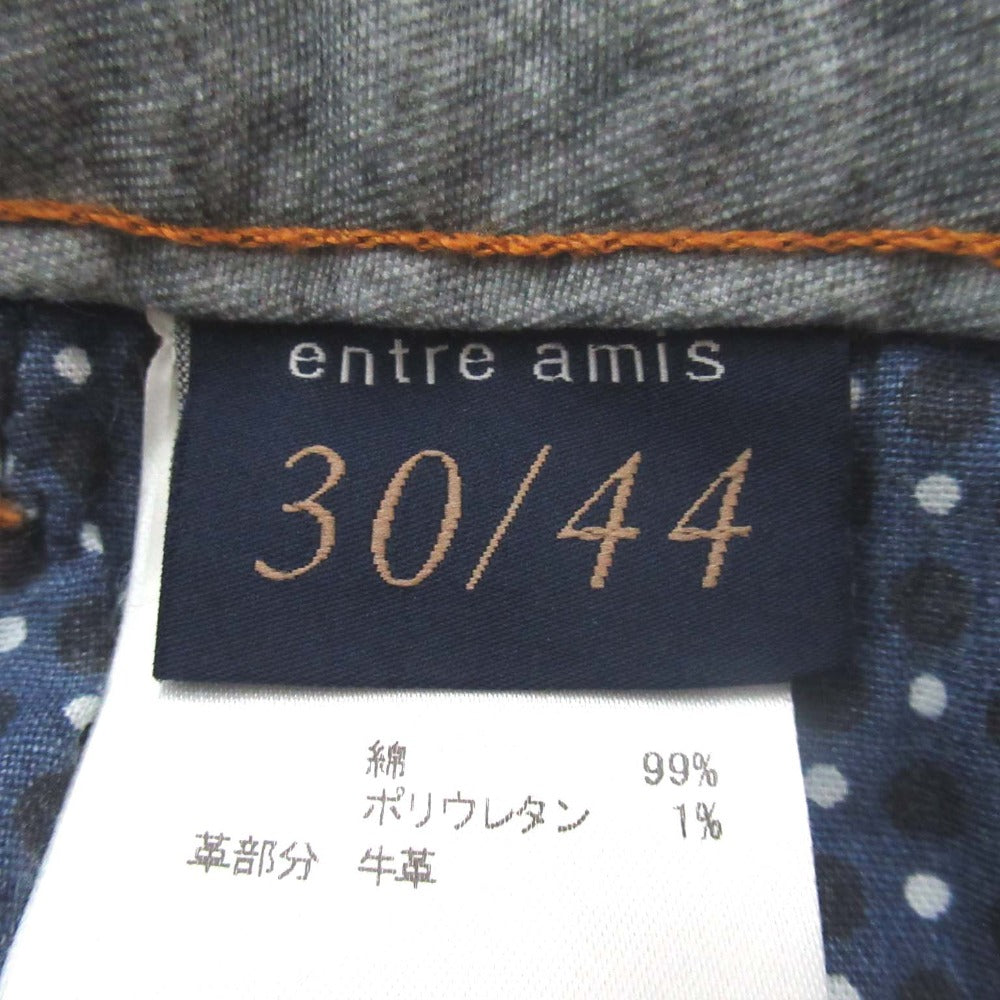 entre amis
30/44
綿 99%
ポリウレタン 1%
革部分 牛革